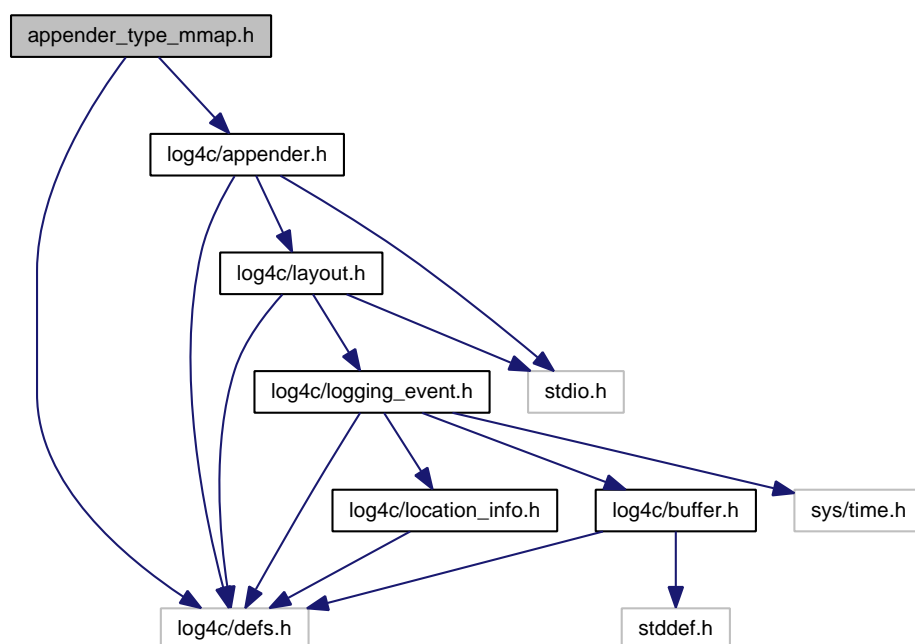 appender_type_mmap.h
log4c/appender.h
log4c/layout.h
log4c/logging_event.h
stdio.h
log4c/location_info.h
log4c/buffer.h
sys/time.h
log4c/defs.h
stddef.h